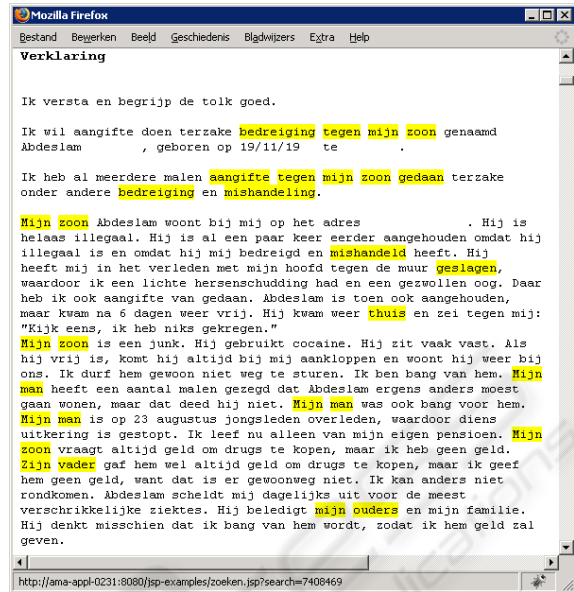 Mozilla Firefox
Bestand Bewerken Beeld Geschiedenis Bladwijzers Extra Help
Verklaring
Ik versta en begrijp de tolk goed.
Ik wil aangifte doen terzake bedreiging tegen mijn zoon genaamd
Abdeslam , geboren op 19/11/19 te .
Ik heb al meerdere malen aangifte tegen mijn zoon gedaan terzake
onder andere bedreiging en mishandeling.
Mijn zoon Abdeslam woont bij mij op het adres . Hij is
helaas illegaal. Hij is al een paar keer eerder aangehouden omdat hij
illegaal is en omdat hij mij bedreigd en mishandeld heeft. Hij
heeft mij in het verleden met mijn hoofd tegen de muur geslagen,
waardoor ik een lichte hersenschudding had en een gezwollen oog. Daar
heb ik ook aangifte van gedaan. Abdeslam is toen ook aangehouden,
maar kwam na 6 dagen weer vrij. Hij kwam weer thuis en zei tegen mij:
"Kijk eens, ik heb niks gekregen."
Mijn zoon is een junk. Hij gebruikt cocaine. Hij zit vaak vast. Als
hij vrij is, komt hij altijd bij mij aankloppen en woont hij weer bij
ons. Ik durf hem gewoon niet weg te sturen. Ik ben bang van hem. Mijn
man heeft een aantal malen gezegd dat Abdeslam ergens anders moest
gaan wonen, maar dat deed hij niet. Mijn man was ook bang voor hem.
Mijn man is op 23 augustus jongsleden overleden, waardoor diens
uitkering is gestopt. Ik leef nu alleen van mijn eigen pensioen. Mijn
zoon vraagt altijd geld om drugs te kopen, maar ik heb geen geld.
Zijn vader gaf hem wel altijd geld om drugs te kopen, maar ik geef
hem geen geld, want dat is er gewoonweg niet. Ik kan anders niet
rondkomen. Abdeslam scheldt mij dagelijks uit voor de meest
verschrikkelijke ziektes. Hij beledigt mijn ouders en mijn familie.
Hij denkt misschien dat ik bang van hem wordt, zodat ik hem geld zal
geven.
http://ama-appl-0231:8080/jsp-examples/zoeken.jsp?search=7408469